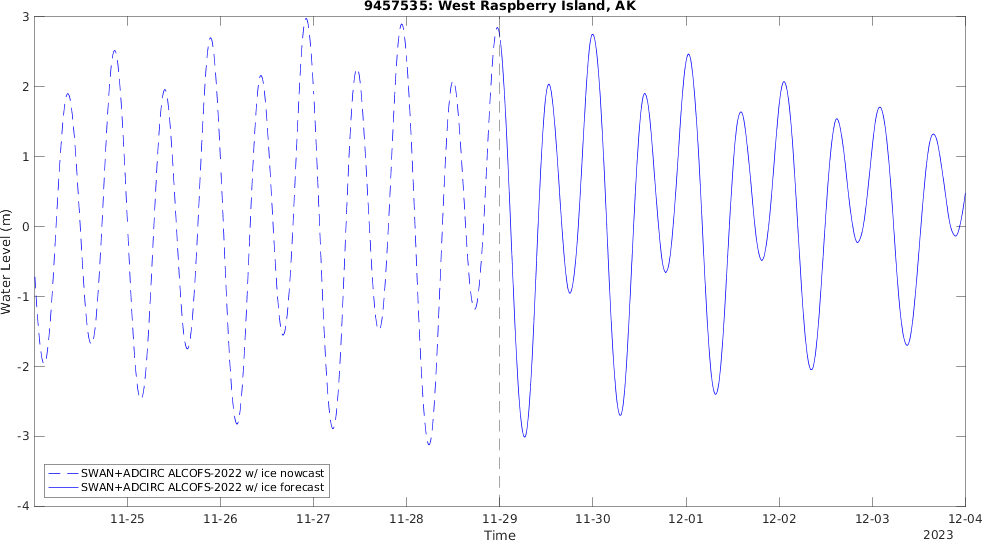 9457535: West Raspberry Island, AK
3
2
1
0
-1
-2
-3
-4
Water Level (m)
SWAN+ADCIRC ALCOFS-2022 w/ ice nowcast
SWAN+ADCIRC ALCOFS-2022 w/ ice forecast
11-25 11-26 11-27 11-28 11-29 11-30 12-01 12-02 12-03 12-04
Time
2023